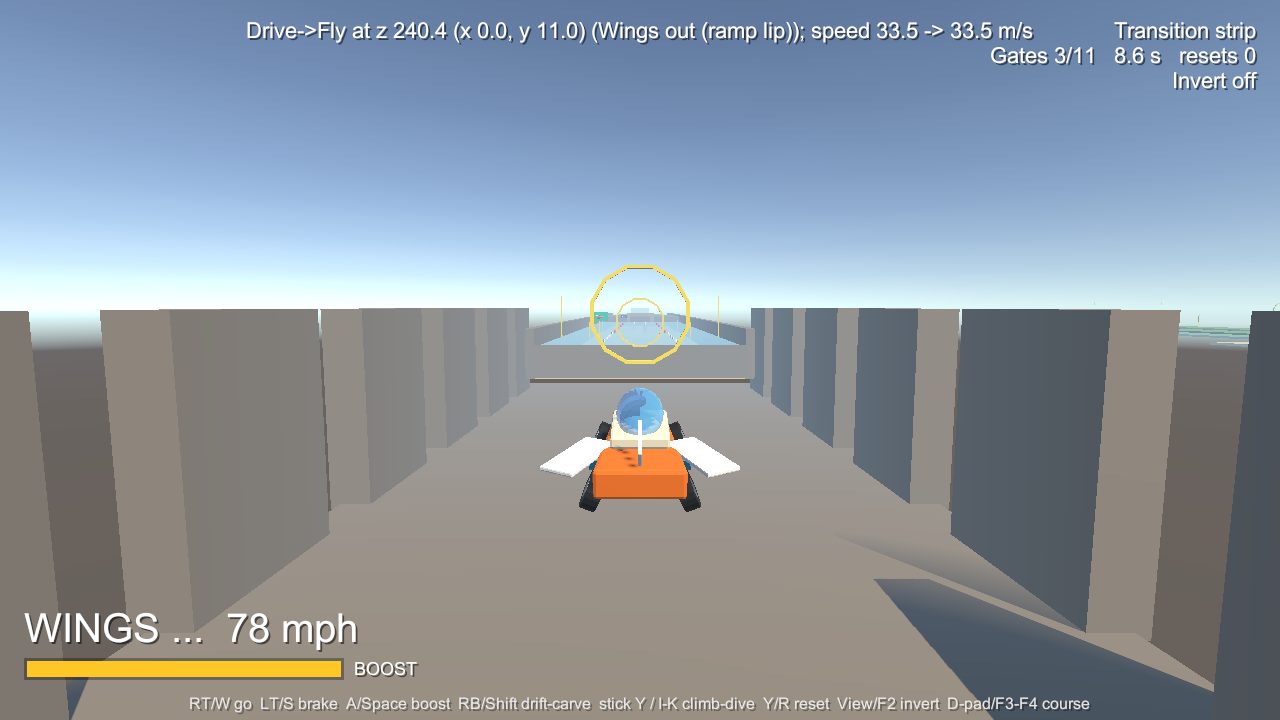 Drive->Fly at z 240.4 (x 0.0, y 11.0) (Wings out (ramp lip)); speed 33.5 -> 33.5 m/s
Transition strip
Gates 3/11 8.6 s resets 0
Invert off
WINGS ... 78 mph
BOOST
RT/W go LT/S brake A/Space boost RB/Shift drift-carve stick Y / I-K climb-dive Y/R reset View/F2 invert D-pad/F3-F4 course